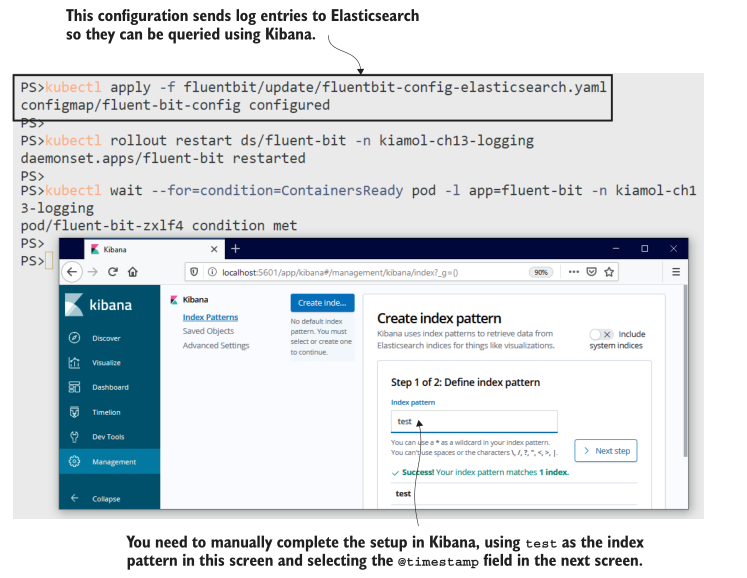 This configuration sends log entries to Elasticsearch
so they can be queried using Kibana.
PS>kubectl apply -f fluentbit/update/fluentbit-config-elasticsearch.yaml
configmap/fluent-bit-config configured
PS>
PS>kubectl rollout restart ds/fluent-bit -n kiamol-ch13-logging
daemonset.apps/fluent-bit restarted
PS>
PS>kubectl wait --for=condition=ContainersReady pod -l app=fluent-bit -n kiamol-ch1
3-logging
pod/fluent-bit-zxlf4 condition met
PS>
PS>
Kibana
localhost:5601/app/kibana#/management/kibana/index?_g=()
90%
kibana
Discover
Visualize
Dashboard
Timelion
Dev Tools
Management
Collapse
Kibana
Index Patterns
Saved Objects
Advanced Settings
Create inde...
No default index
pattern. You must
select or create one
to continue.
Create index pattern
Kibana uses index patterns to retrieve data from
Elasticsearch indices for things like visualizations.
Include
system indices
Step 1 of 2: Define index pattern
Index pattern
test
You can use a * as a wildcard in your index pattern.
You can't use spaces or the characters \, /, ?, ", <, >, |.
Next step
Success! Your index pattern matches 1 index.
test
You need to manually complete the setup in Kibana, using test as the index
pattern in this screen and selecting the @timestamp field in the next screen.